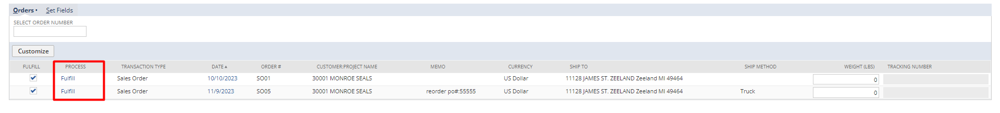 Orders • Set Fields
SELECT ORDER NUMBER
Customize
FULFILL PROCESS TRANSACTION TYPE DATE▲ ORDER # CUSTOMER:PROJECT NAME MEMO CURRENCY SHIP TO SHIP METHOD WEIGHT (LBS) TRACKING NUMBER
Fulfill Sales Order 10/10/2023 SO01 30001 MONROE SEALS US Dollar 11128 JAMES ST. ZEELAND Zeeland MI 49464 0
Fulfill Sales Order 11/9/2023 SO05 30001 MONROE SEALS reorder po#:55555 US Dollar 11128 JAMES ST. ZEELAND Zeeland MI 49464 Truck 0